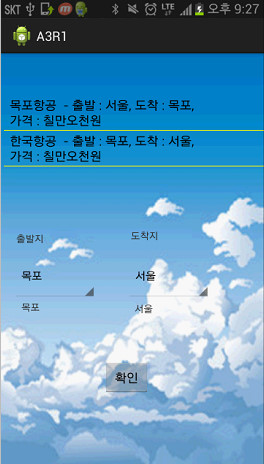 SKT LTE 오후 9:27
A3R1
목포항공 - 출발 : 서울, 도착 : 목포,
가격 : 칠만오천원
한국항공 - 출발 : 목포, 도착 : 서울,
가격 : 칠만오천원
출발지 도착지
목포 서울
목포 서울
확인